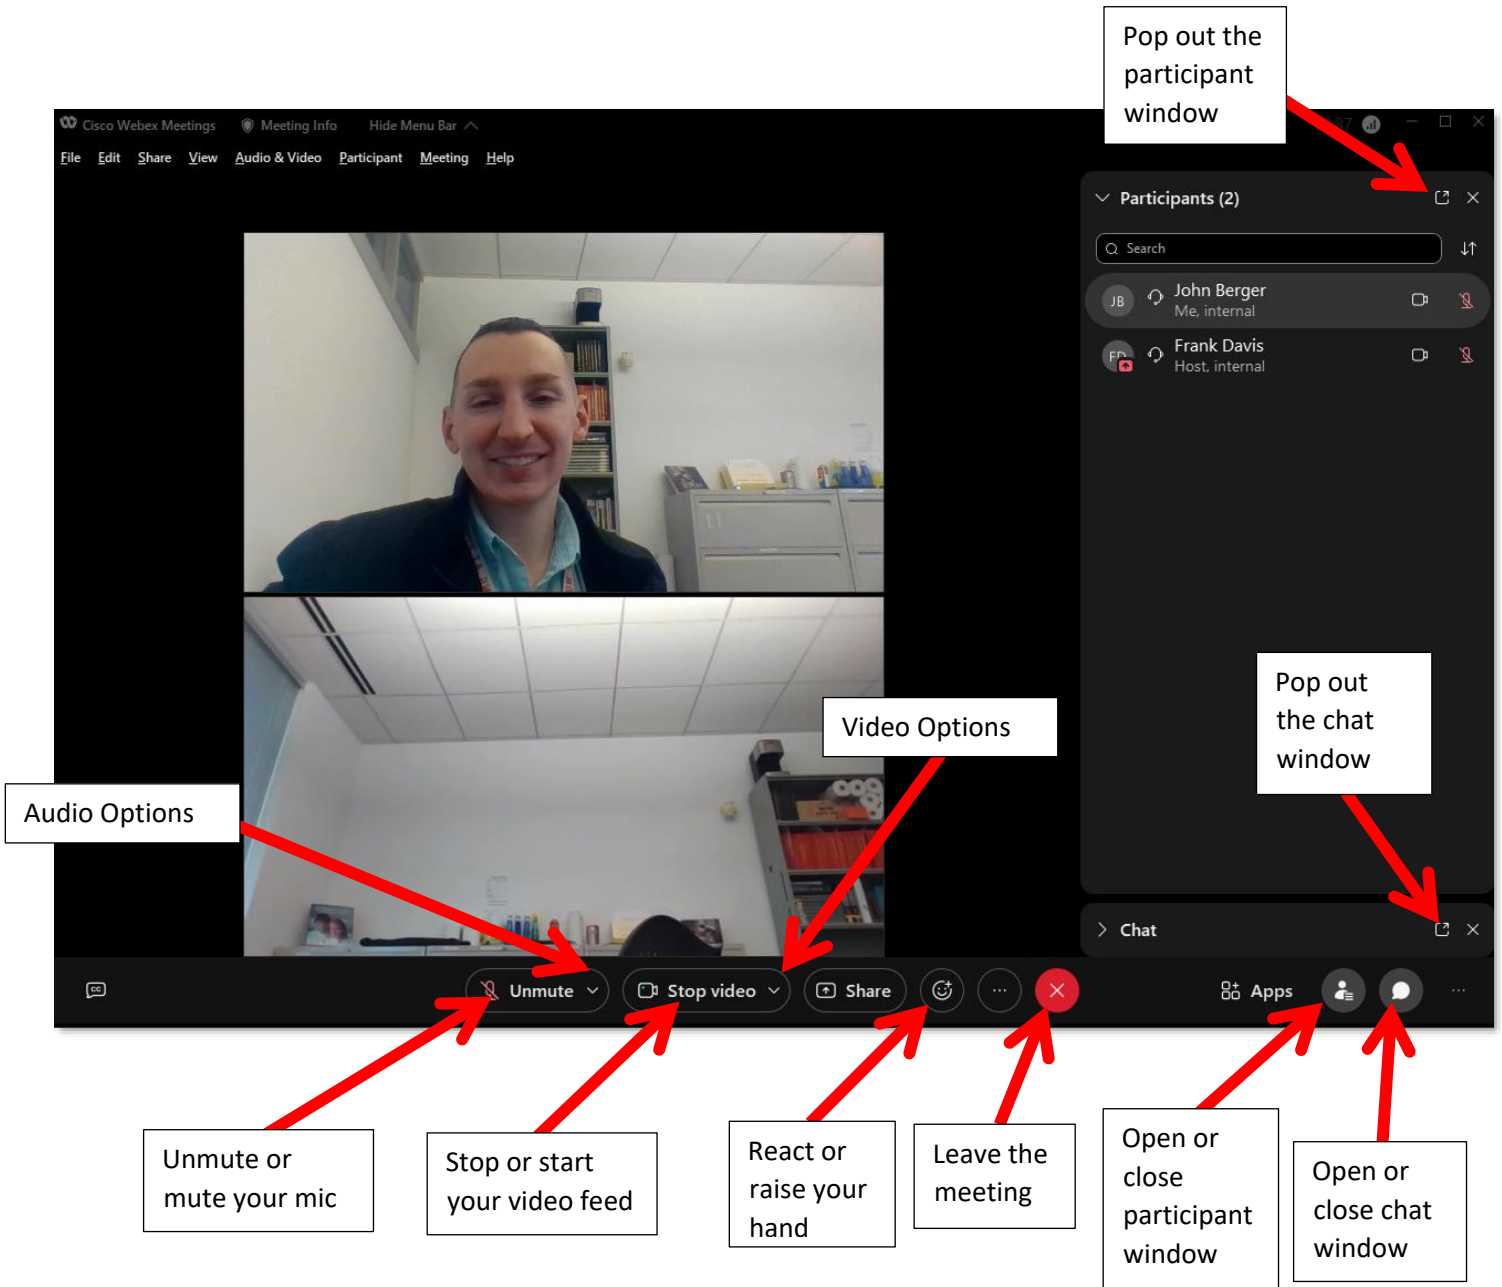 Pop out the
participant
window
Cisco Webex Meetings Meeting Info Hide Menu Bar
37
File Edit Share View Audio & Video Participant Meeting Help
Participants (2)
Search
JB John Berger
Me, internal
FD Frank Davis
Host, internal
Pop out
the chat
window
Video Options
Audio Options
Chat
CC Unmute Stop video Share Apps
Unmute or
mute your mic
Stop or start
your video feed
React or
raise your
hand
Leave the
meeting
Open or
close
participant
window
Open or
close chat
window